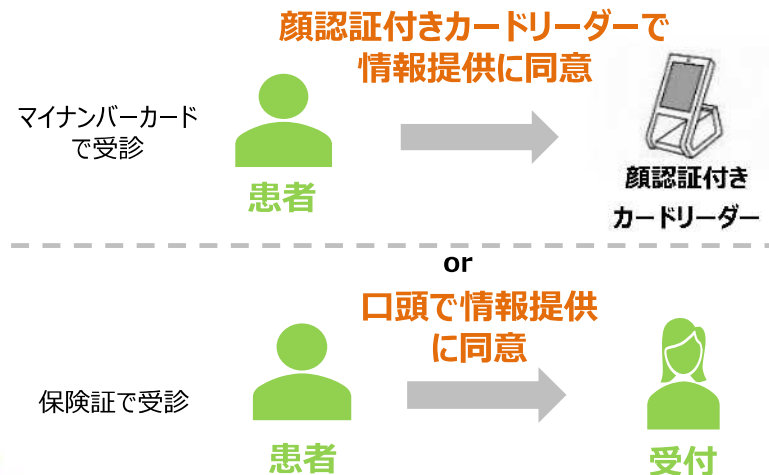 顔認証付きカードリーダーで
情報提供に同意
マイナンバーカード
で受診
患者
顔認証付き
カードリーダー
or
口頭で情報提供
に同意
保険証で受診
患者
受付